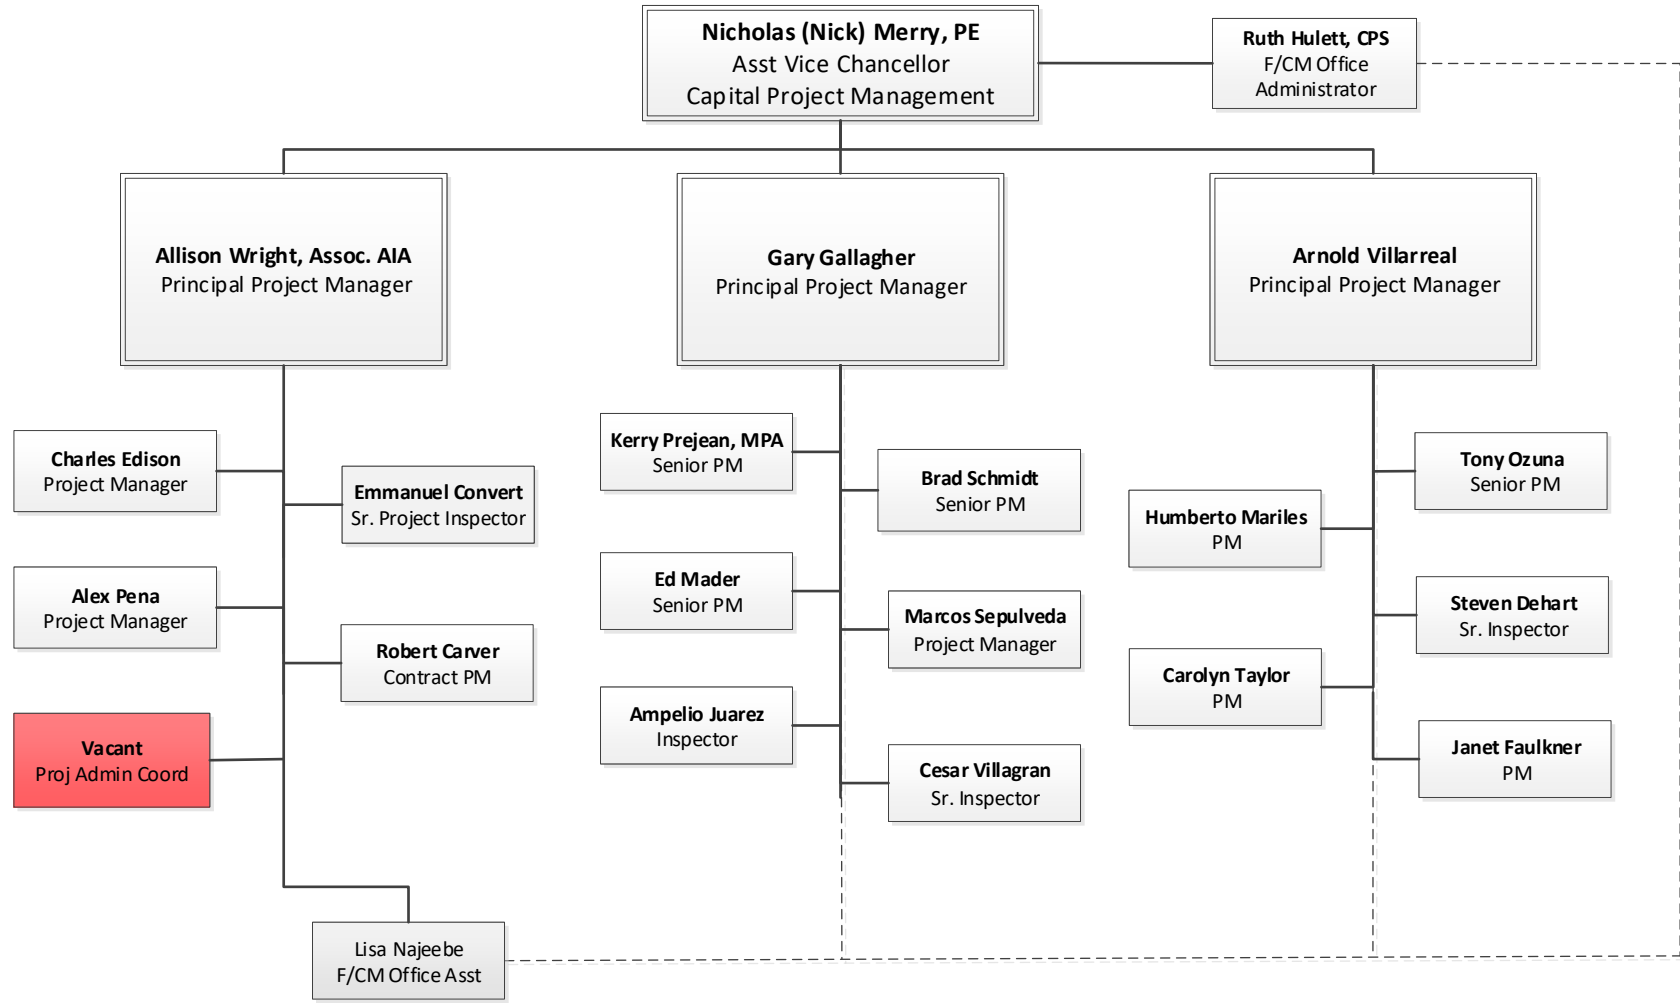 Nicholas (Nick) Merry, PE
Asst Vice Chancellor
Capital Project Management
Ruth Hulett, CPS
F/CM Office
Administrator
Allison Wright, Assoc. AIA
Principal Project Manager
Gary Gallagher
Principal Project Manager
Arnold Villarreal
Principal Project Manager
Charles Edison
Project Manager
Emmanuel Convert
Sr. Project Inspector
Alex Pena
Project Manager
Robert Carver
Contract PM
Vacant
Proj Admin Coord
Lisa Najeebe
F/CM Office Asst
Kerry Prejean, MPA
Senior PM
Brad Schmidt
Senior PM
Ed Mader
Senior PM
Marcos Sepulveda
Project Manager
Ampelio Juarez
Inspector
Cesar Villagran
Sr. Inspector
Tony Ozuna
Senior PM
Humberto Mariles
PM
Steven Dehart
Sr. Inspector
Carolyn Taylor
PM
Janet Faulkner
PM